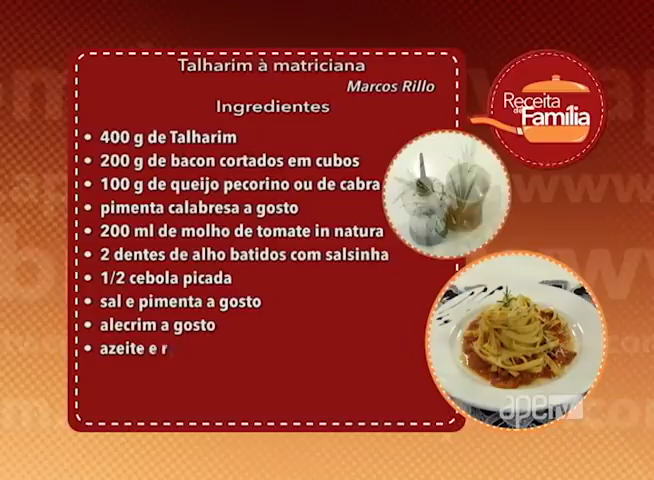 Talharim à matriciana
Marcos Rillo
Ingredientes
• 400 g de Talharim
• 200 g de bacon cortados em cubos
• 100 g de queijo pecorino ou de cabra
• pimenta calabresa a gosto
• 200 ml de molho de tomate in natura
• 2 dentes de alho batidos com salsinha
• 1/2 cebola picada
• sal e pimenta a gosto
• alecrim a gosto
• azeite e
Receita
de Família